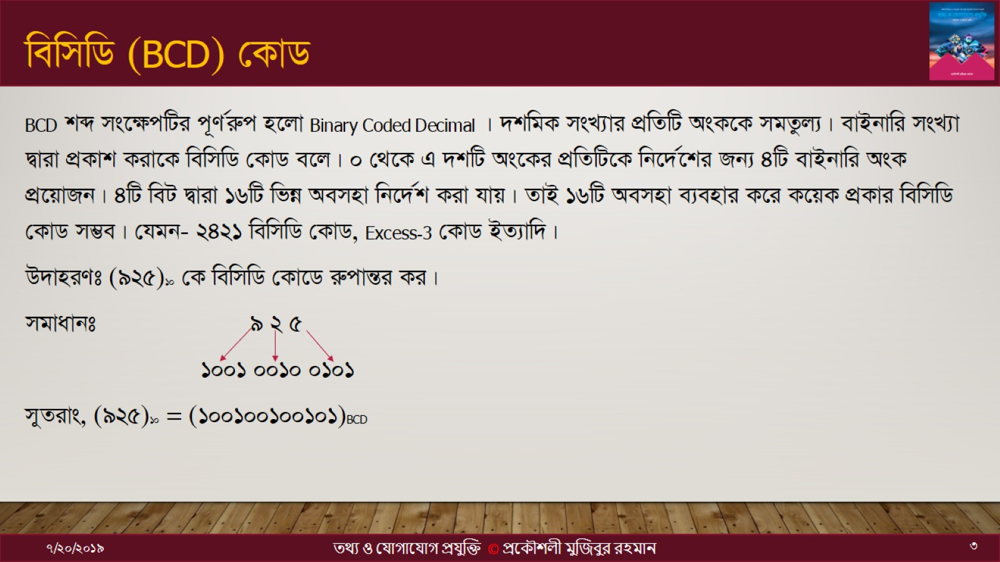 বিসিডি (BCD) কোড
BCD শব্দ সংক্ষেপটির পূর্ণরুপ হলো Binary Coded Decimal । দশমিক সংখ্যার প্রতিটি অংককে সমতুল্য। বাইনারি সংখ্যা
দ্বারা প্রকাশ করাকে বিসিডি কোড বলে। ০ থেকে এ দশটি অংকের প্রতিটিকে নির্দেশের জন্য ৪টি বাইনারি অংক
প্রয়োজন। ৪টি বিট দ্বারা ১৬টি ভিন্ন অবসহা নির্দেশ করা যায়। তাই ১৬টি অবসহা ব্যবহার করে কয়েক প্রকার বিসিডি
কোড সম্ভব। যেমন- ২৪২১ বিসিডি কোড, Excess-3 কোড ইত্যাদি।
উদাহরণঃ (৯২৫)১০ কে বিসিডি কোডে রুপান্তর কর।
সমাধানঃ ৯ ২ ৫
১০০১ ০০১০ ০১০১
সূতরাং, (৯২৫)১০ = (১০০১০০১০০১০১)BCD
৭/২০/২০১৯ তথ্য ও যোগাযোগ প্রযুক্তি © প্রকৌশলী মুজিবুর রহমান ৩